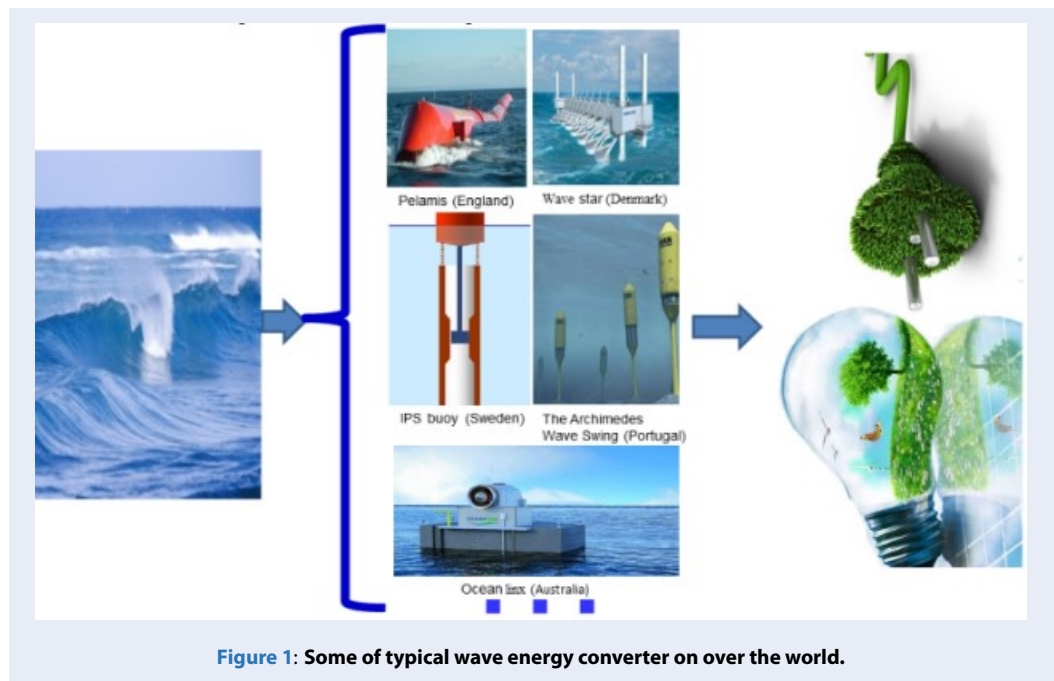 Pelamis (England)
Wave star (Denmark)
IPS buoy (Sweden)
The Archimedes
Wave Swing (Portugal)
Ocean linx (Australia)
Figure 1: Some of typical wave energy converter on over the world.